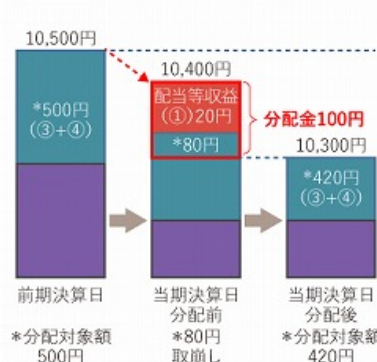 10,500円
10,400円
配当等収益
(①)20円
*500円
(③+④)
*80円
分配金100円
10,300円
*420円
(③+④)
前期決算日
当期決算日
分配前
当期決算日
分配後
*分配対象額
500円
*80円
取崩し
*分配対象額
420円